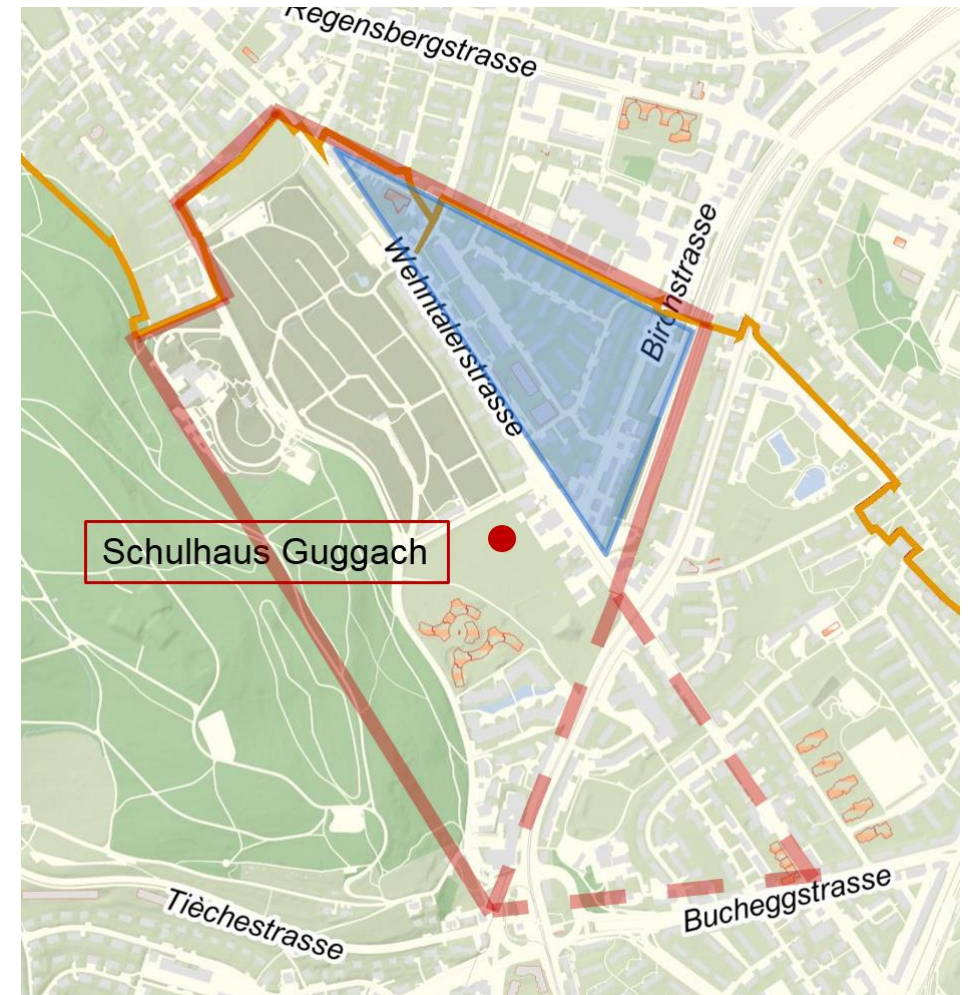 Regensbergstrasse
Birchstrasse
Wehntalerstrasse
Schulhaus Guggach
Tièchestrasse
Bucheggstrasse